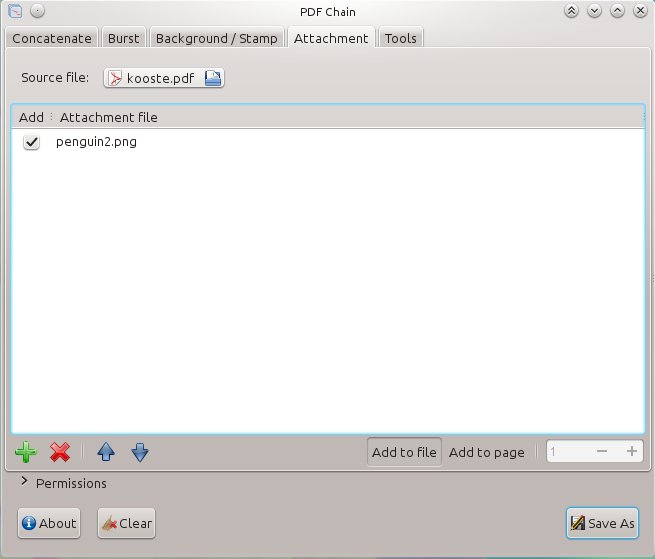 PDF Chain
Concatenate Burst Background / Stamp Attachment Tools
Source file: kooste.pdf
Add Attachment file
penguin2.png
Add to file Add to page 1
Permissions
About Clear Save As